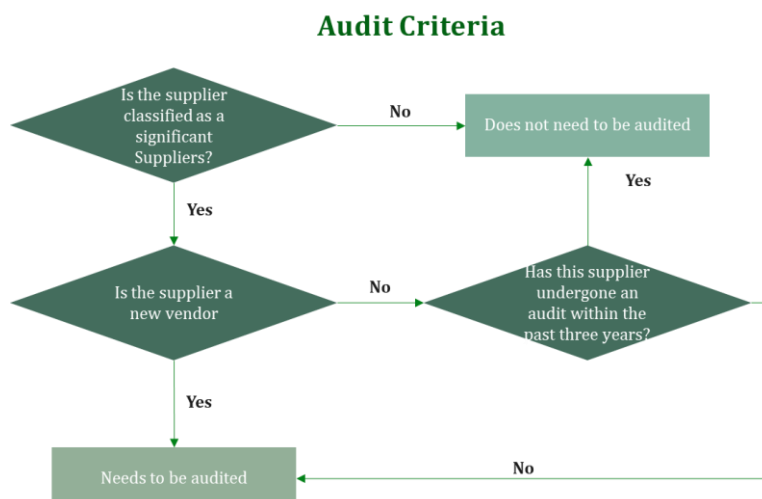 Audit Criteria
Is the supplier
classified as a
significant
Suppliers?
No
Does not need to be audited
Yes
Yes
Is the supplier a
new vendor
No
Has this supplier
undergone an
audit within the
past three years?
Yes
Needs to be audited
No